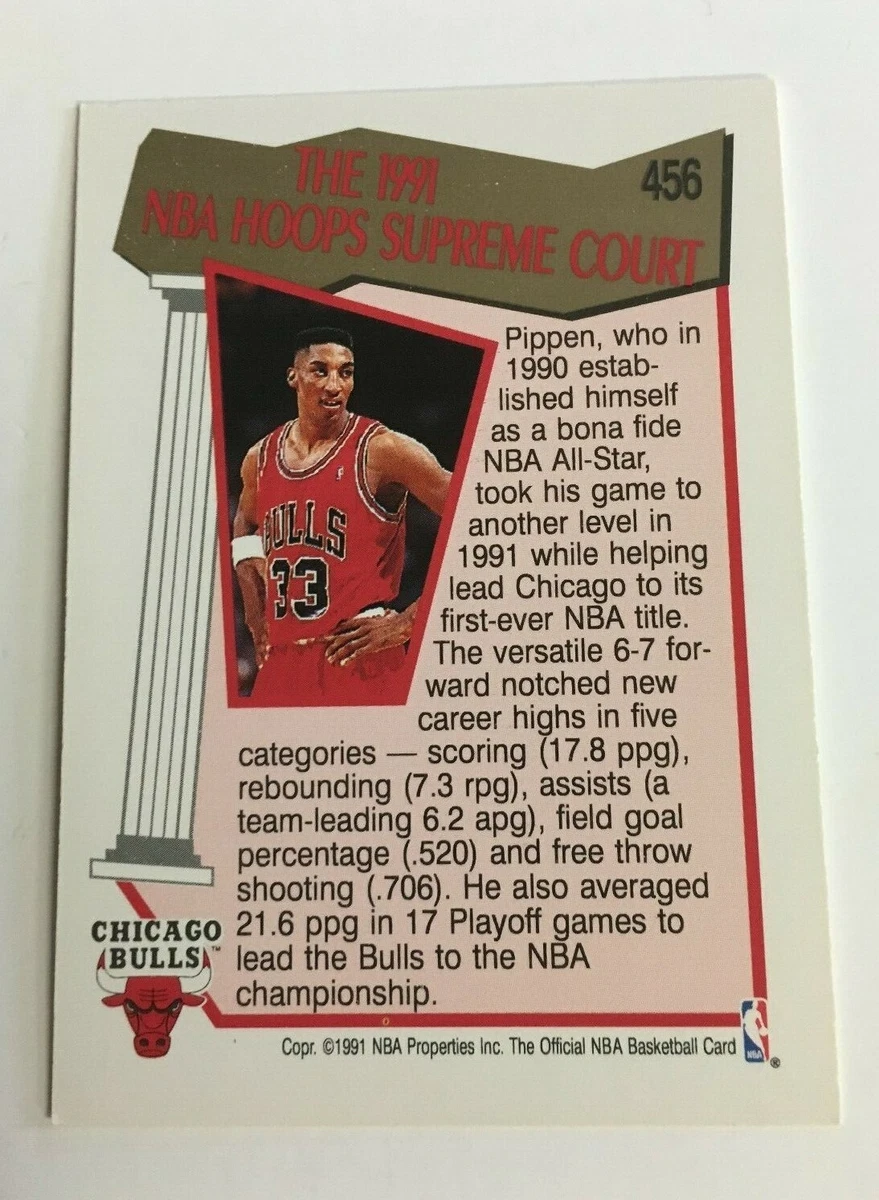 THE 1991
NBA HOOPS SUPREME COURT
456
BULLS
33
Pippen, who in
1990 estab-
lished himself
as a bona fide
NBA All-Star,
took his game to
another level in
1991 while helping
lead Chicago to its
first-ever NBA title.
The versatile 6-7 for-
ward notched new
career highs in five
categories — scoring (17.8 ppg),
rebounding (7.3 rpg), assists (a
team-leading 6.2 apg), field goal
percentage (.520) and free throw
shooting (.706). He also averaged
21.6 ppg in 17 Playoff games to
lead the Bulls to the NBA
championship.
CHICAGO
BULLS™
Copr. ©1991 NBA Properties Inc. The Official NBA Basketball Card
NBA
®